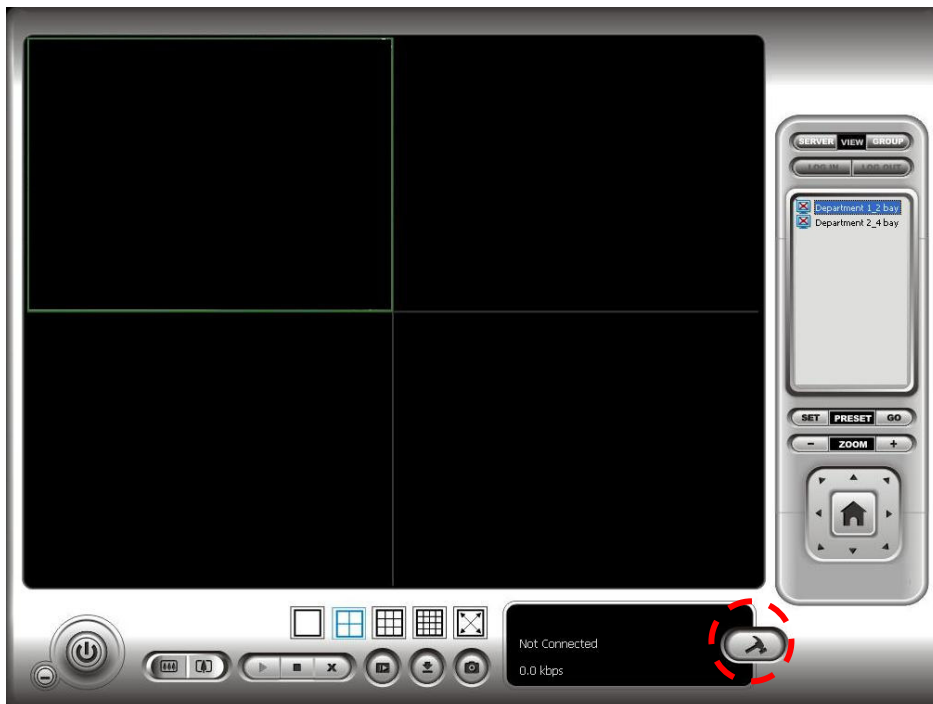 SERVER VIEW GROUP
LOG IN LOG OUT
Department 1_2 bay
Department 2_4 bay
SET PRESET GO
- ZOOM +
Not Connected
0.0 kbps